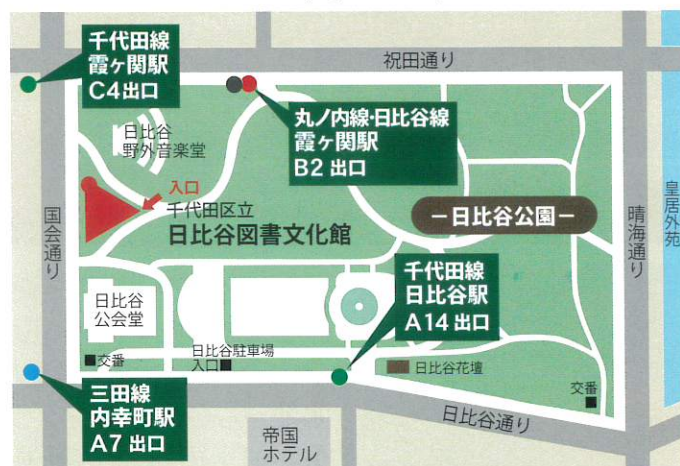 千代田線
霞ヶ関駅
C4出口
祝田通り
丸ノ内線・日比谷線
霞ヶ関駅
B2 出口
日比谷
野外音楽堂
入口
千代田区立
日比谷図書文化館
－日比谷公園－
国会通り
晴海通り
皇居外苑
千代田線
日比谷駅
A14 出口
日比谷
公会堂
交番
日比谷駐車場
入口
日比谷花壇
交番
三田線
内幸町駅
A7 出口
帝国
ホテル
日比谷通り